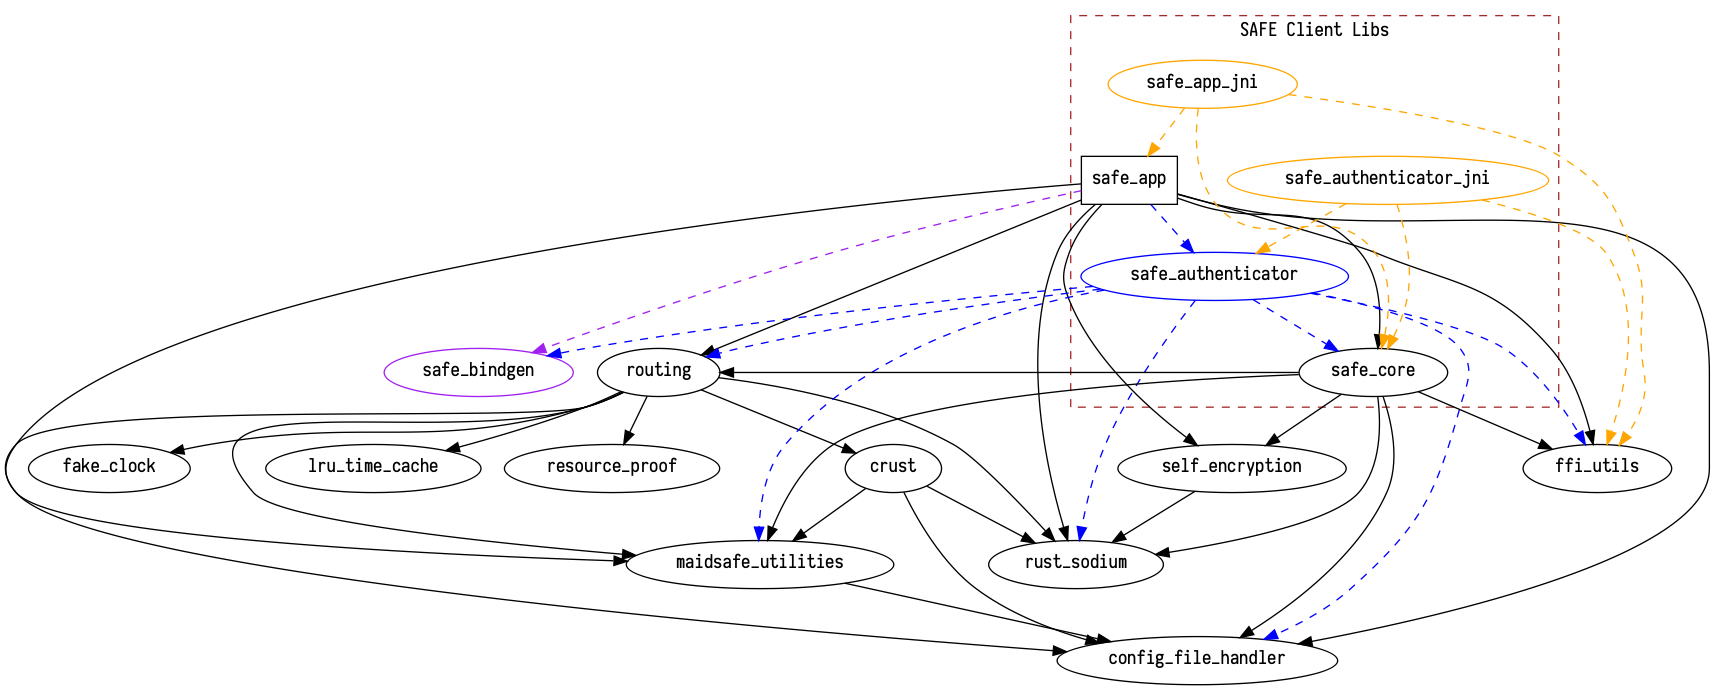 SAFE Client Libs
safe_app_jni
safe_app
safe_authenticator_jni
safe_authenticator
safe_bindgen
routing
safe_core
fake_clock
lru_time_cache
resource_proof
crust
self_encryption
ffi_utils
maidsafe_utilities
rust_sodium
config_file_handler